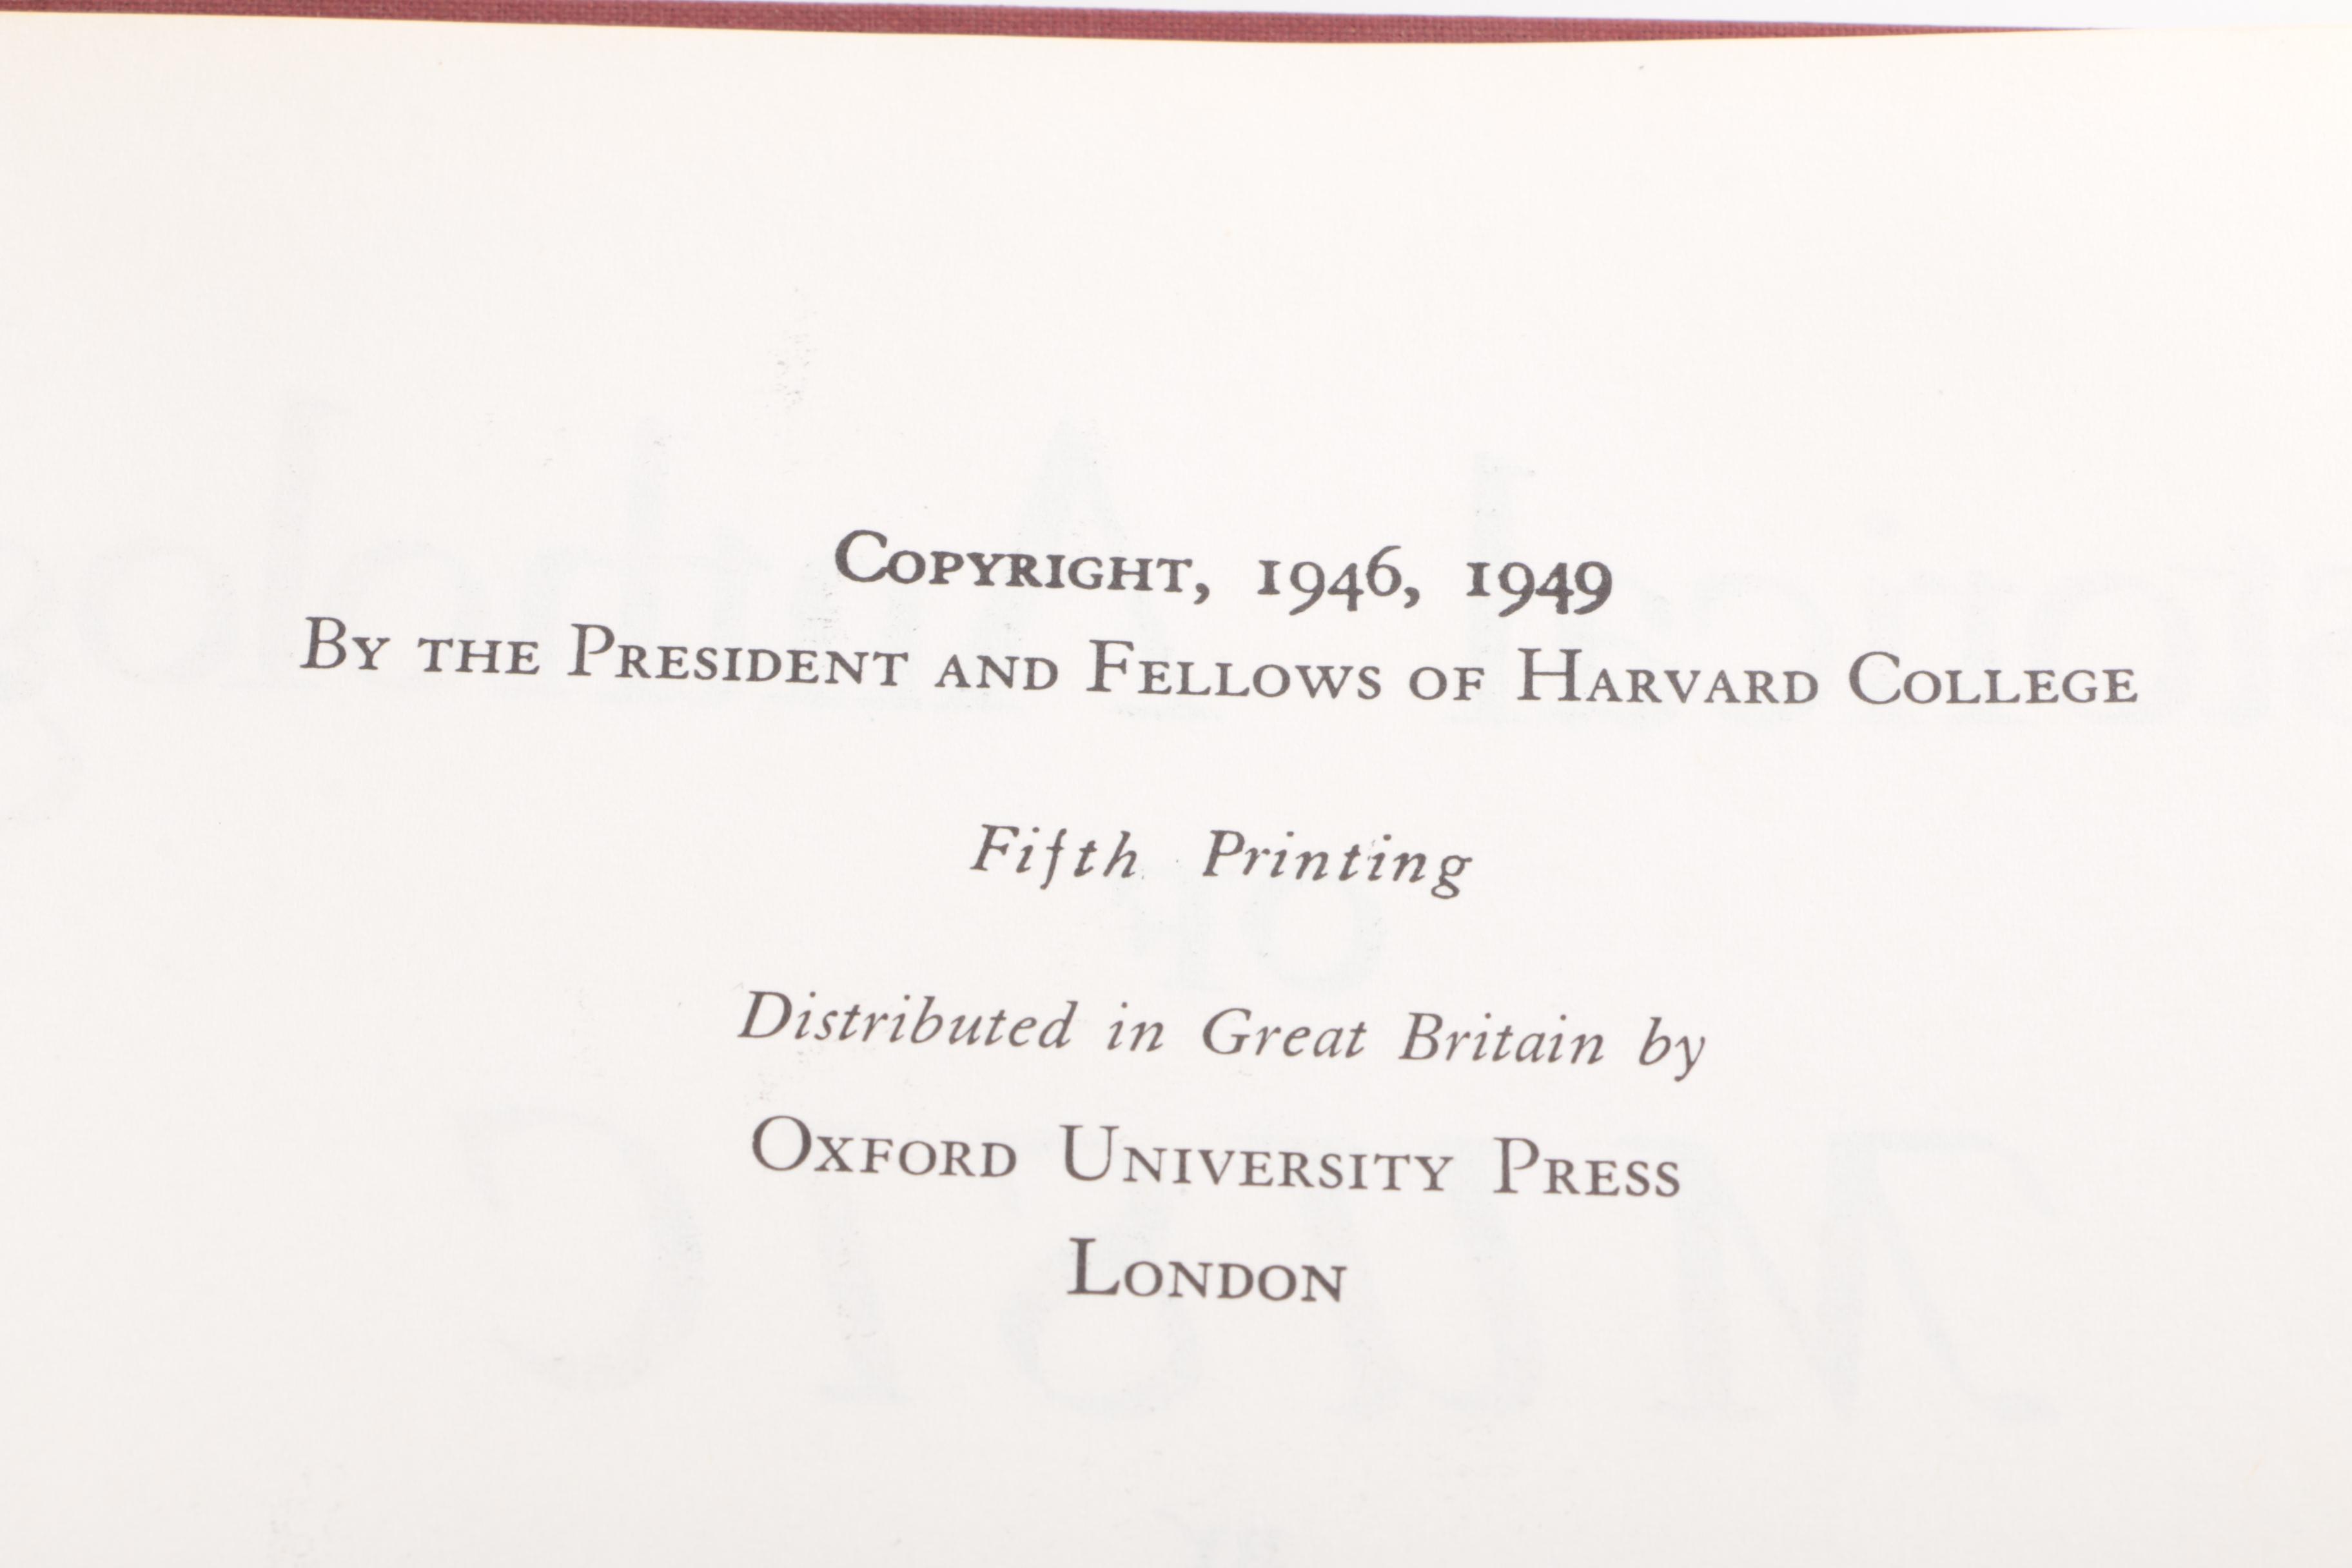 Copyright, 1946, 1949
By the President and Fellows of Harvard College
Fifth Printing
Distributed in Great Britain by
Oxford University Press
London